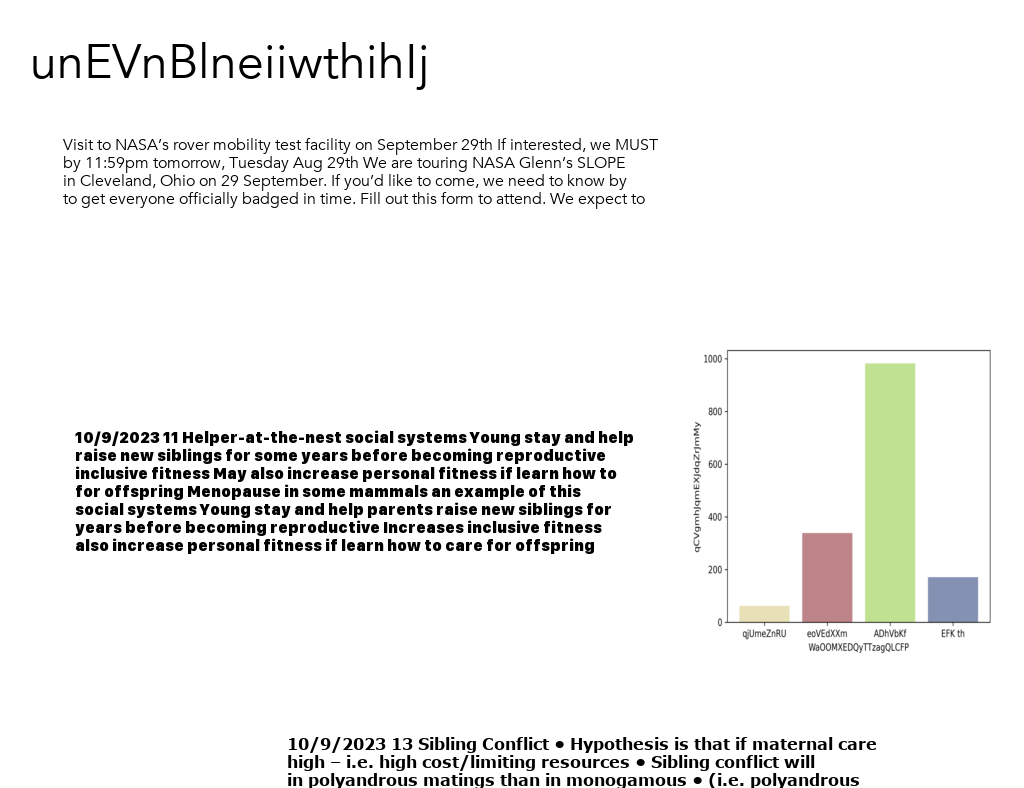 unEVnBlneiiwthihIj
Visit to NASA’s rover mobility test facility on September 29th If interested, we MUST
by 11:59pm tomorrow, Tuesday Aug 29th We are touring NASA Glenn’s SLOPE
in Cleveland, Ohio on 29 September. If you’d like to come, we need to know by
to get everyone officially badged in time. Fill out this form to attend. We expect to
10/9/2023 11 Helper-at-the-nest social systems Young stay and help
raise new siblings for some years before becoming reproductive
inclusive fitness May also increase personal fitness if learn how to
for offspring Menopause in some mammals an example of this
social systems Young stay and help parents raise new siblings for
years before becoming reproductive Increases inclusive fitness
also increase personal fitness if learn how to care for offspring
qCVgmhJqmEXJdqZrJmMy
1000
800
600
400
200
0
qjUmeZnRU eoVEdXXm ADhVbKf EFK th
WaOOMXEDQyTTzagQLCFP
10/9/2023 13 Sibling Conflict • Hypothesis is that if maternal care
high – i.e. high cost/limiting resources • Sibling conflict will
in polyandrous matings than in monogamous • (i.e. polyandrous